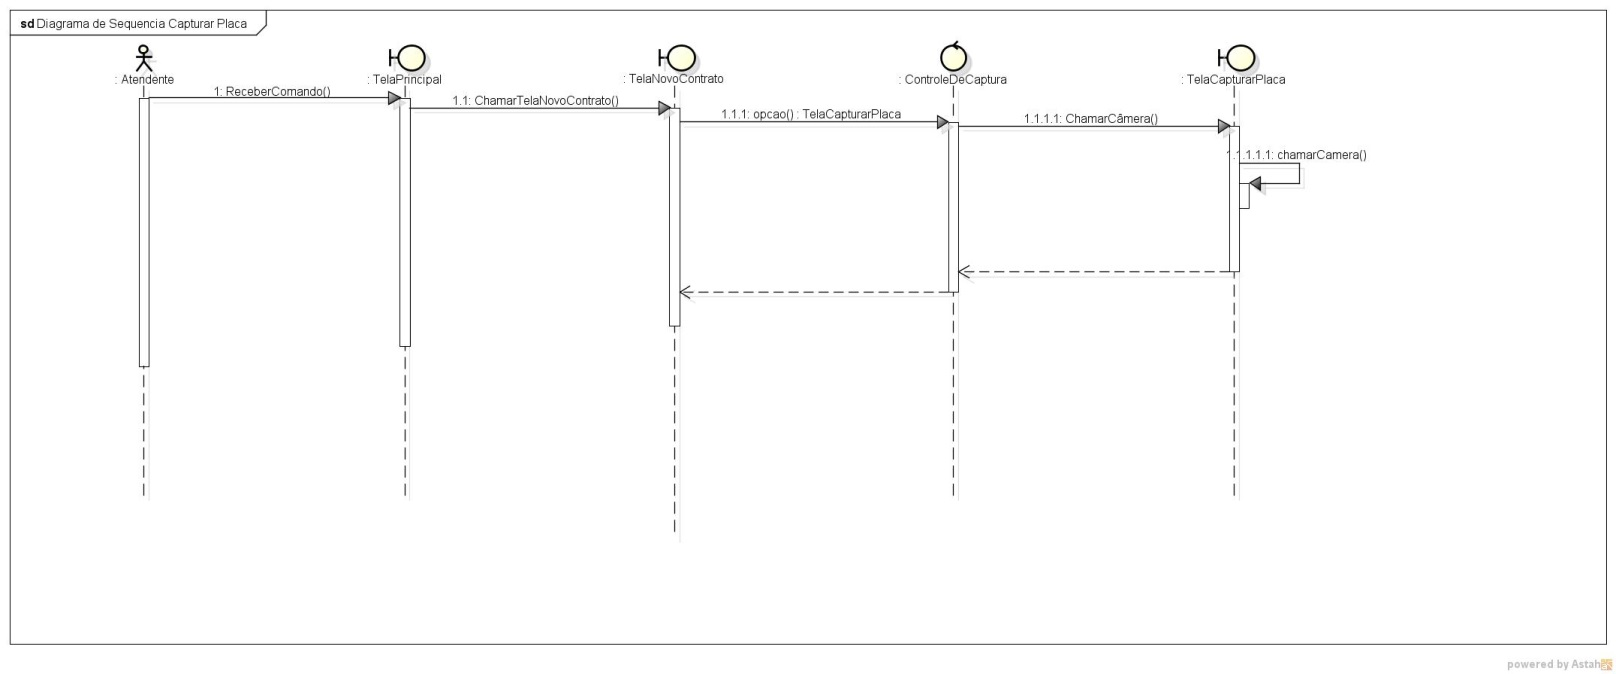 sd Diagrama de Sequencia Capturar Placa
: Atendente
: TelaPrincipal
: TelaNovoContrato
: ControleDeCaptura
: TelaCapturarPlaca
1: ReceberComando()
1.1: ChamarTelaNovoContrato()
1.1.1: opcao() : TelaCapturarPlaca
1.1.1.1: ChamarCâmera()
1.1.1.1.1: chamarCamera()
powered by Astah